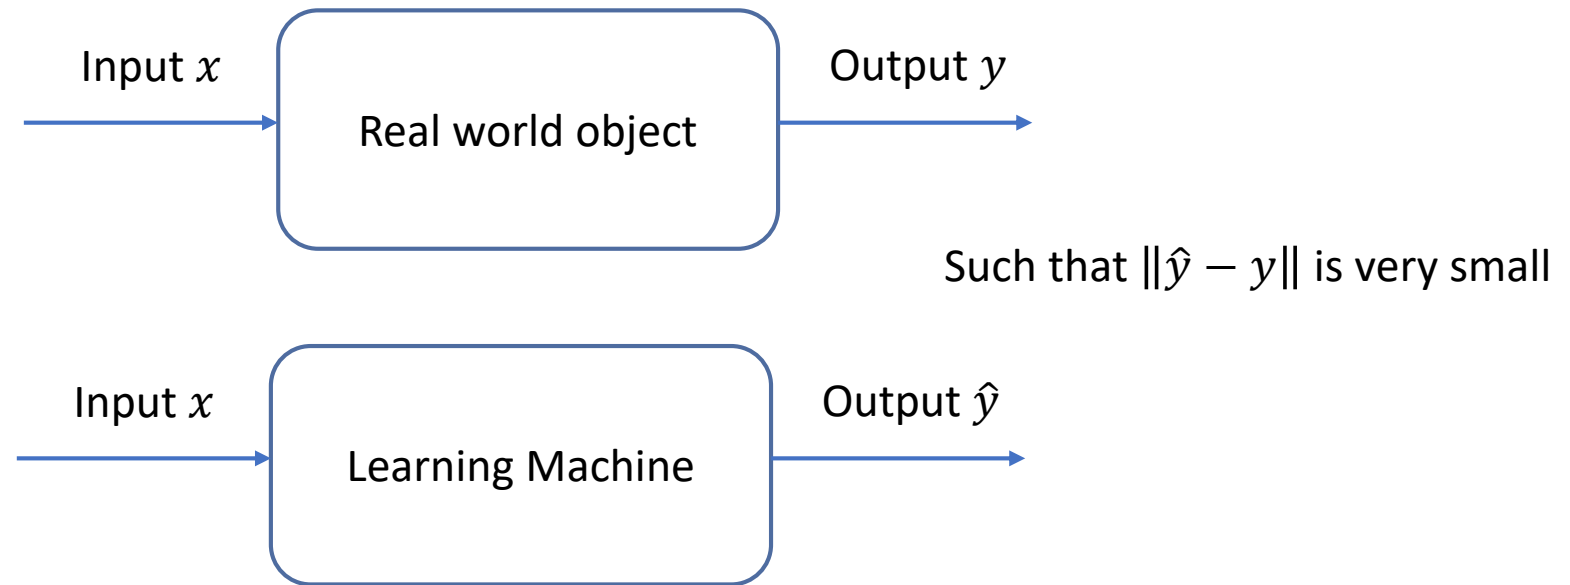 Input x
Output y
Real world object
Such that ‖ŷ − y‖ is very small
Input x
Output ŷ
Learning Machine